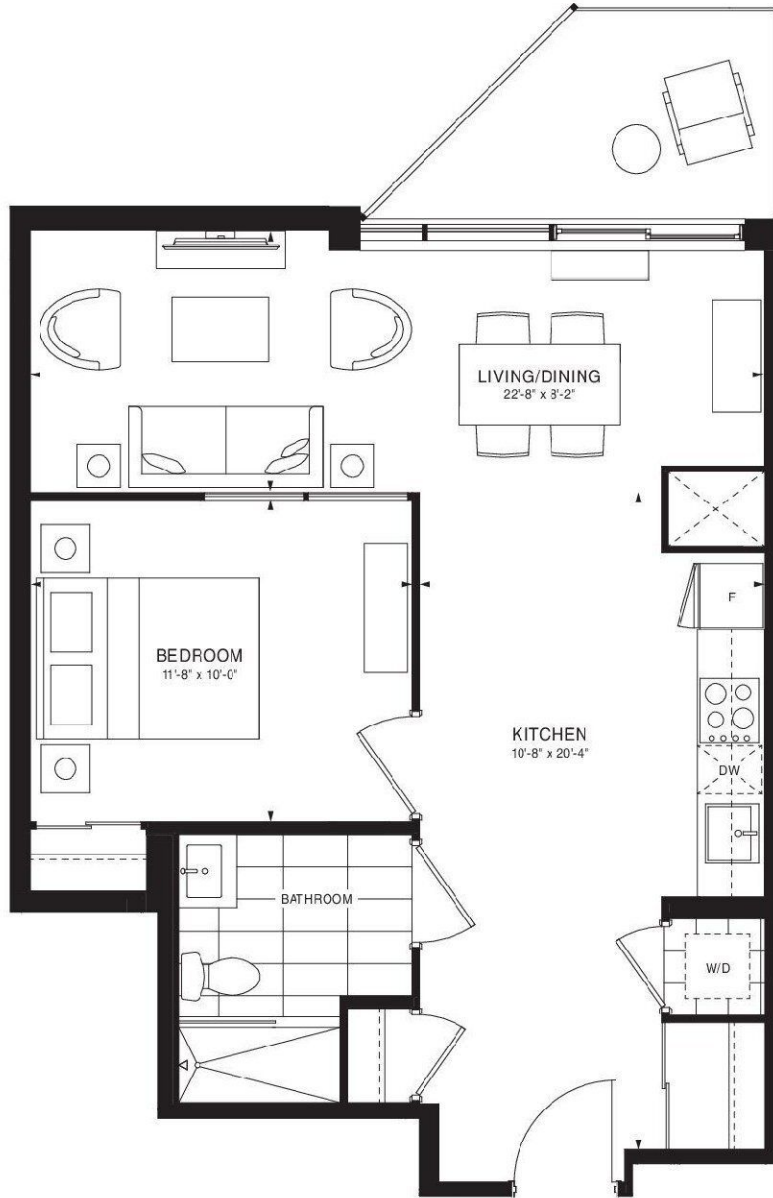 LIVING/DINING
22'-8" x 8'-2"
F
BEDROOM
11'-8" x 10'-0"
KITCHEN
10'-8" x 20'-4"
DW
BATHROOM
W/D